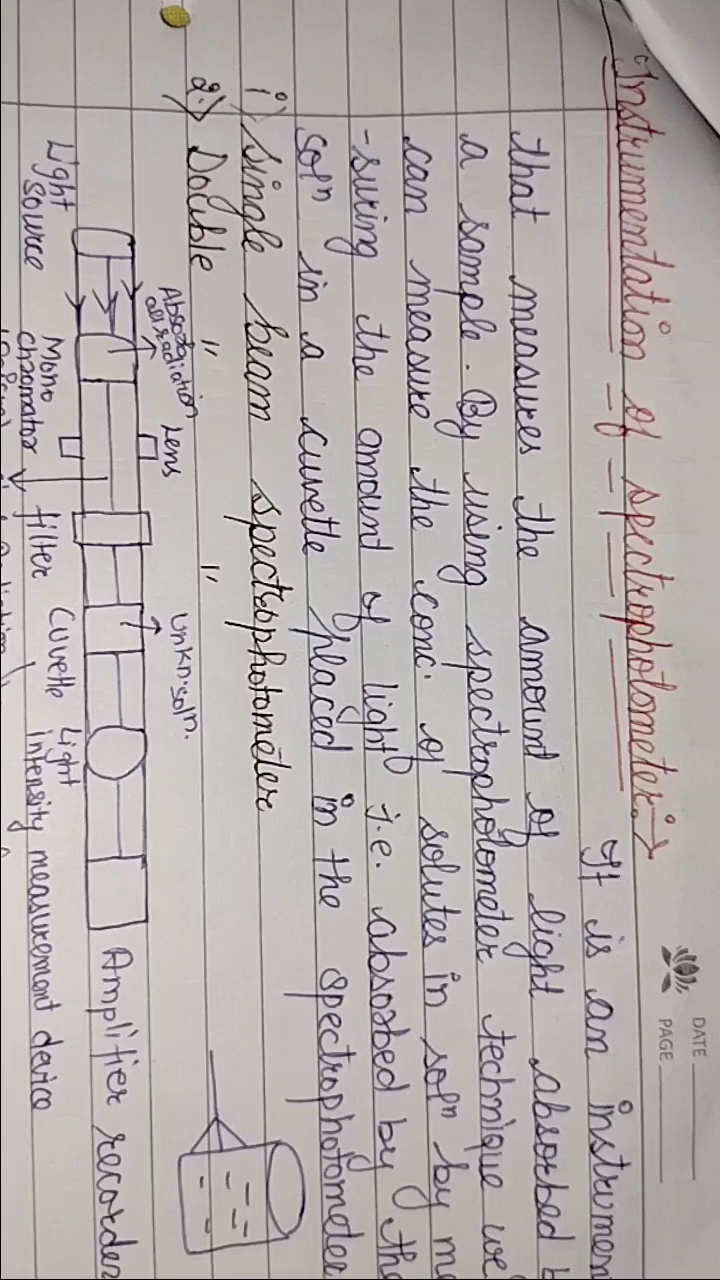 DATE
PAGE
Instrumentation of spectrophotometer :→
It is an instrumen
that measures the amount of light absorbed b
a sample. By using spectrophotometer technique we
can measure the conc. of solutes in solⁿ by me
-suring the amount of light i.e. absorbed by the
solⁿ in a cuvette placed in the spectrophotometer
i) Single beam spectrophotometer
2.) Double " "
Unkn. soln.
Lens
all radiation
Amplifier recorder
Light source
Mono chromator
filter
Cuvette
Light intensity measurement device